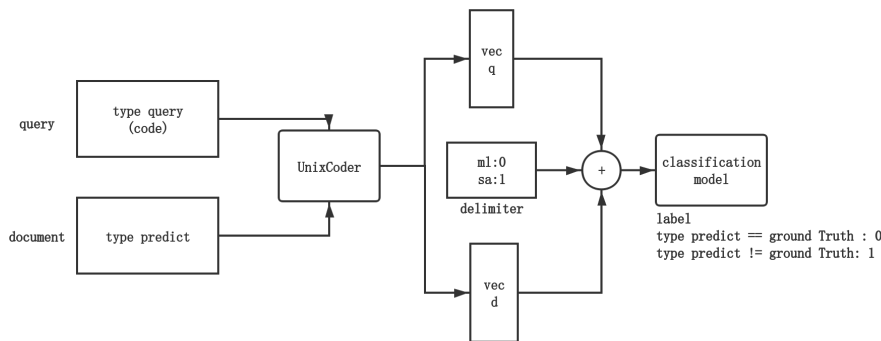 query
type query
(code)
document
type predict
UnixCoder
vec
q
ml:0
sa:1
delimiter
vec
d
+
classification
model
label
type predict == ground Truth : 0
type predict != ground Truth: 1